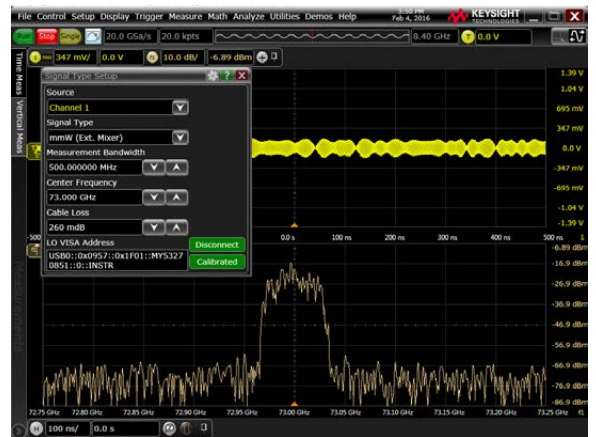 File Control Setup Display Trigger Measure Math Analyze Utilities Demos Help
3:50 PM
Feb 4, 2016
KEYSIGHT
TECHNOLOGIES
Run Stop Single 20.0 GSa/s 20.0 kpts 8.40 GHz T 0.0 V
347 mV/ 0.0 V 10.0 dB/ -6.89 dBm
Time Meas
Vertical Meas
Measurements
Signal Type Setup
Source
Channel 1
Signal Type
mmW (Ext. Mixer)
Measurement Bandwidth
500.000000 MHz
Center Frequency
73.000 GHz
Cable Loss
260 mdB
LO VISA Address
Disconnect
USB0::0x0957::0x1F01::MY5327
0851::0::INSTR
Calibrated
1.39 V
1.04 V
695 mV
347 mV
0.0 V
-347 mV
-695 mV
-1.04 V
-1.39 V
-500 0.0 s 100 ns 200 ns 300 ns 400 ns 500 ns
-6.89 dBm
-16.9 dBm
-26.9 dBm
-36.9 dBm
-46.9 dBm
-56.9 dBm
-66.9 dBm
-76.9 dBm
-86.9 dBm
72.75 GHz 72.80 GHz 72.85 GHz 72.90 GHz 72.95 GHz 73.00 GHz 73.05 GHz 73.10 GHz 73.15 GHz 73.20 GHz 73.25 GHz f1
H 100 ns/ 0.0 s